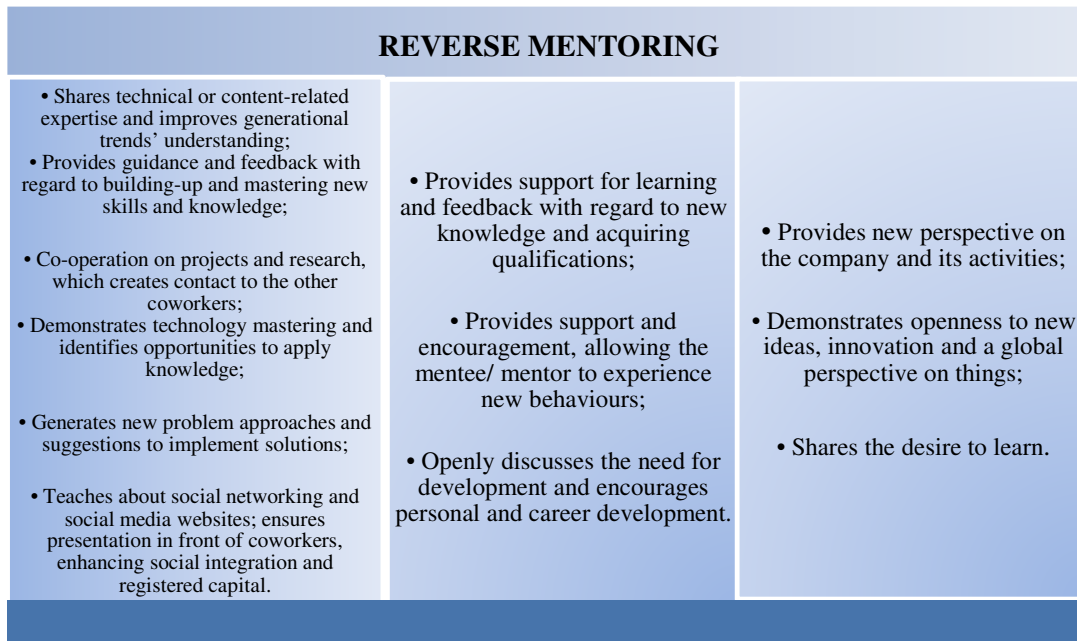 REVERSE MENTORING
• Shares technical or content-related
expertise and improves generational
trends’ understanding;
• Provides guidance and feedback with
regard to building-up and mastering new
skills and knowledge;
• Co-operation on projects and research,
which creates contact to the other
coworkers;
• Demonstrates technology mastering and
identifies opportunities to apply
knowledge;
• Generates new problem approaches and
suggestions to implement solutions;
• Teaches about social networking and
social media websites; ensures
presentation in front of coworkers,
enhancing social integration and
registered capital.
• Provides support for learning
and feedback with regard to new
knowledge and acquiring
qualifications;
• Provides support and
encouragement, allowing the
mentee/ mentor to experience
new behaviours;
• Openly discusses the need for
development and encourages
personal and career development.
• Provides new perspective on
the company and its activities;
• Demonstrates openness to new
ideas, innovation and a global
perspective on things;
• Shares the desire to learn.